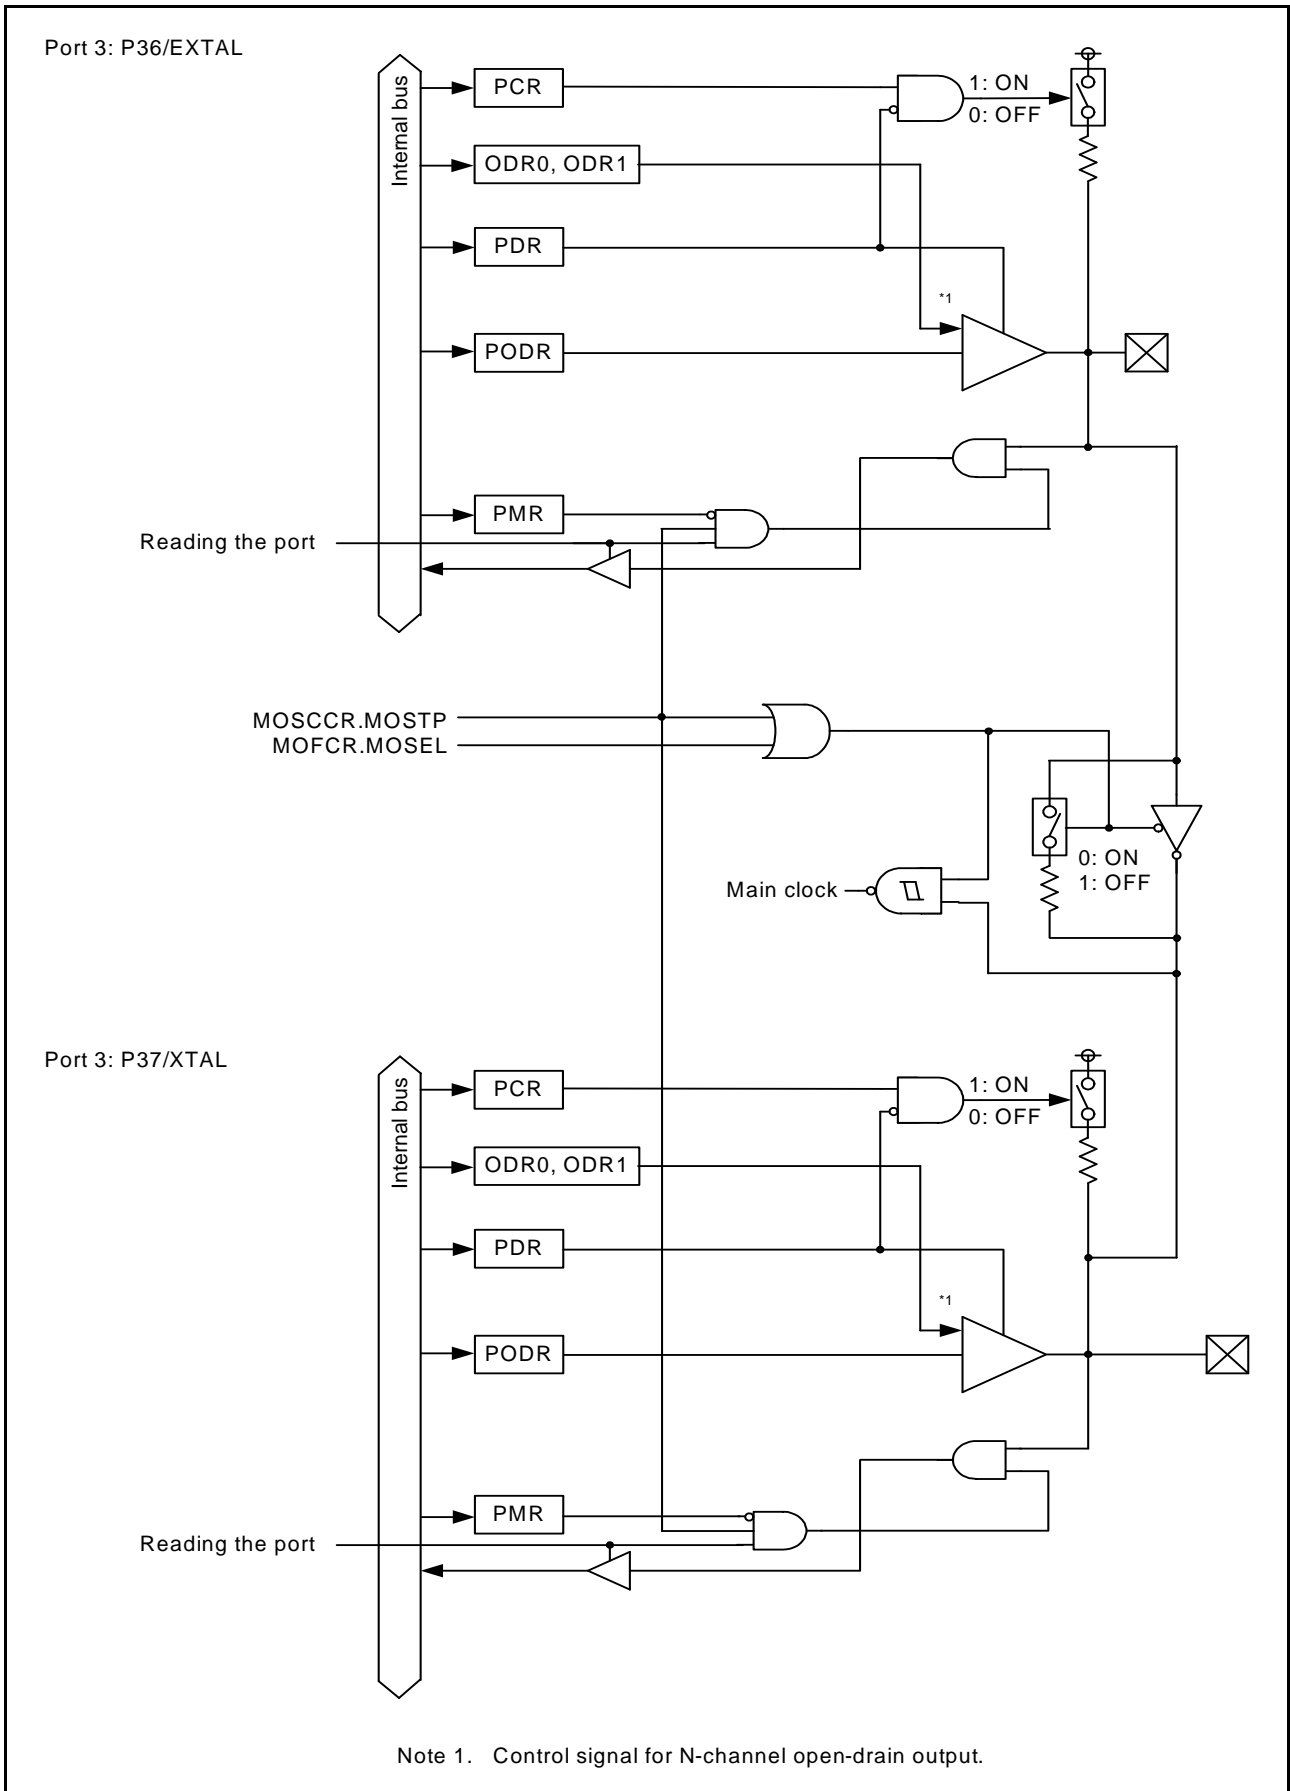 Port 3: P36/EXTAL
Internal bus
PCR
1: ON
0: OFF
ODR0, ODR1
PDR
*1
PODR
PMR
Reading the port
MOSCCR.MOSTP
MOFCR.MOSEL
0: ON
1: OFF
Main clock
Port 3: P37/XTAL
Internal bus
PCR
1: ON
0: OFF
ODR0, ODR1
PDR
*1
PODR
PMR
Reading the port
Note 1. Control signal for N-channel open-drain output.